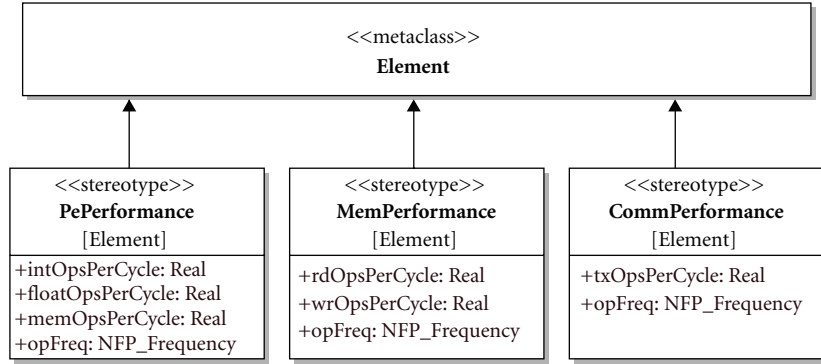 <<metaclass>>
Element
<<stereotype>>
PePerformance
[Element]
+intOpsPerCycle: Real
+floatOpsPerCycle: Real
+memOpsPerCycle: Real
+opFreq: NFP_Frequency
<<stereotype>>
MemPerformance
[Element]
+rdOpsPerCycle: Real
+wrOpsPerCycle: Real
+opFreq: NFP_Frequency
<<stereotype>>
CommPerformance
[Element]
+txOpsPerCycle: Real
+opFreq: NFP_Frequency